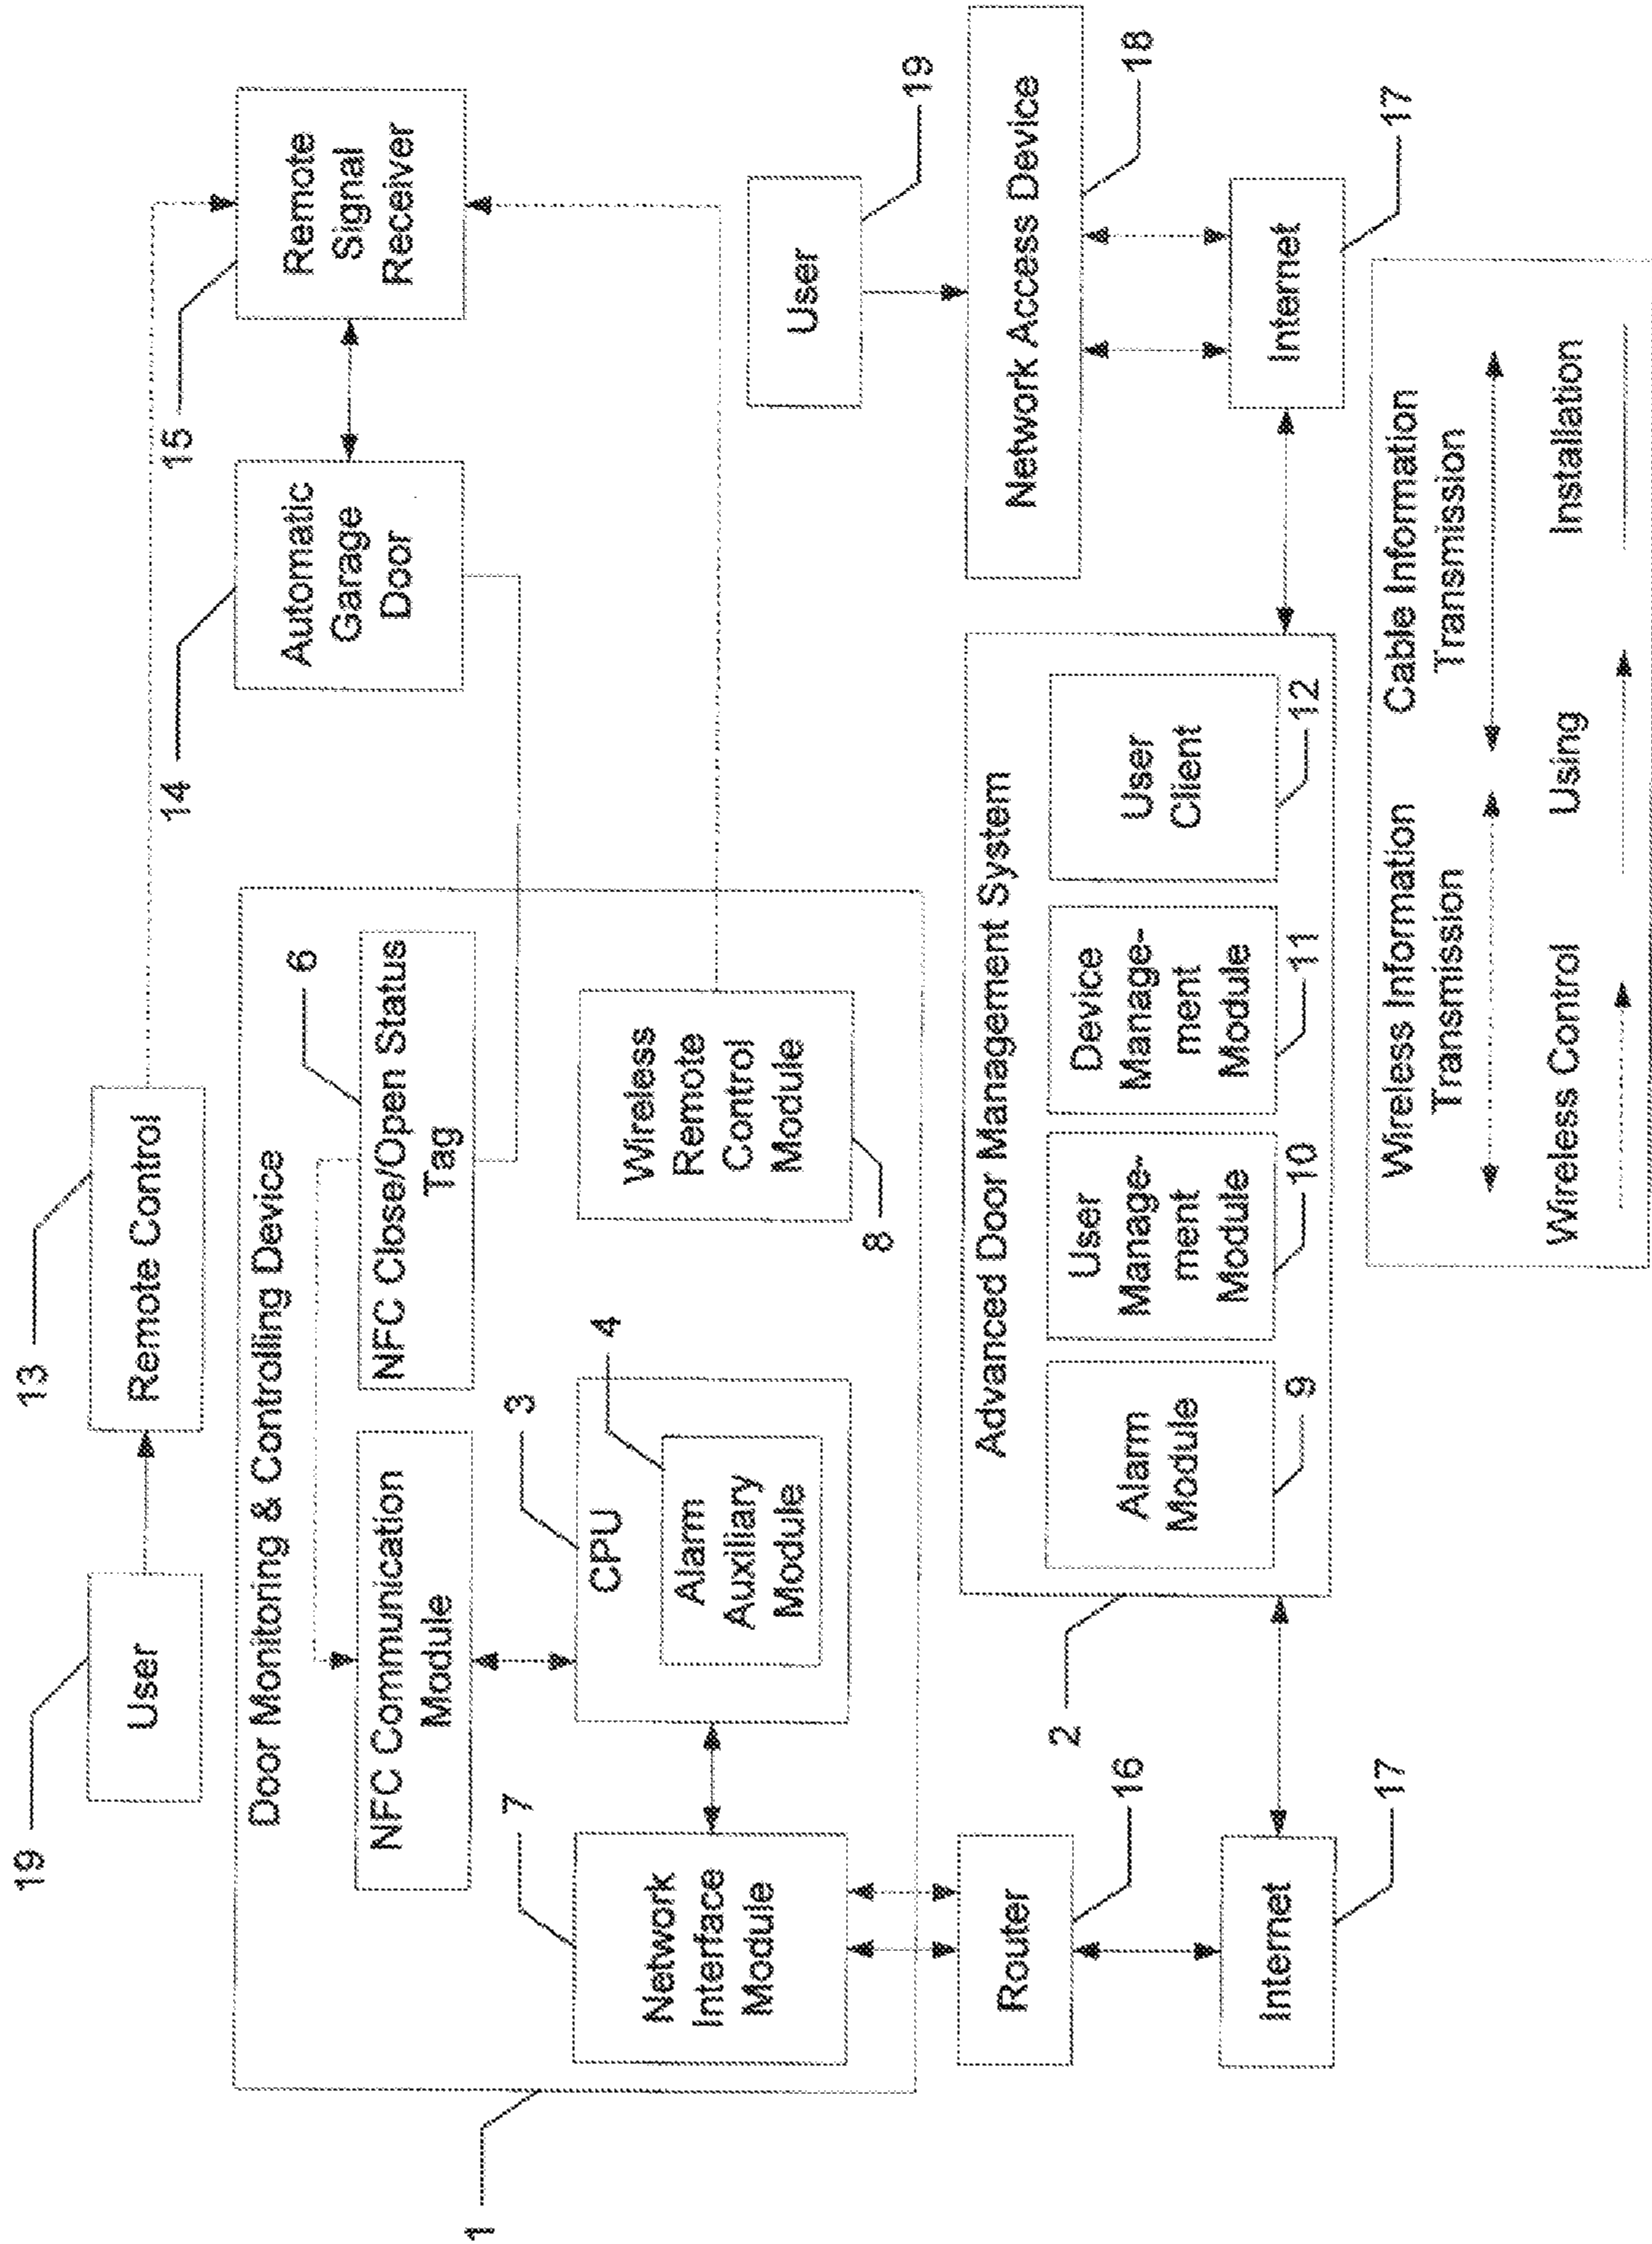 19
User
13
Remote Control
15
Remote
Signal
Receiver
14
Automatic
Garage
Door
1
Door Monitoring & Controlling Device
NFC Communication
Module
6
NFC Close/Open Status
Tag
7
Network
Interface
Module
3
CPU
4
Alarm
Auxiliary
Module
8
Wireless
Remote
Control
Module
User
19
Network Access Device
18
Internet
17
16
Router
Internet
17
2
Advanced Door Management System
Alarm
Module
9
User
Manage-
ment
Module
10
Device
Manage-
ment
Module
11
User
Client
12
Wireless Information
Transmission
Cable Information
Transmission
Wireless Control
Using
Installation